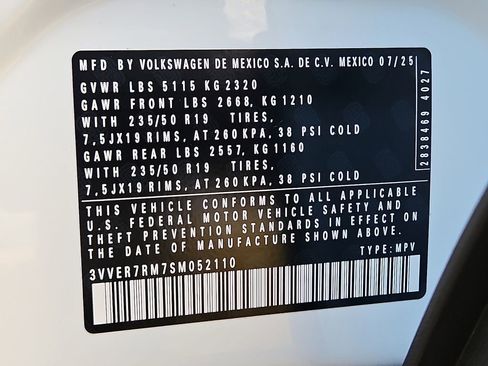 MFD BY VOLKSWAGEN DE MEXICO S.A. DE C.V. MEXICO 07/25
GVWR LBS 5115 KG 2320
GAWR FRONT LBS 2668, KG 1210
WITH 235/50 R19 TIRES,
7,5JX19 RIMS, AT 260 KPA, 38 PSI COLD
GAWR REAR LBS 2557, KG 1160
WITH 235/50 R19 TIRES,
7,5JX19 RIMS, AT 260 KPA, 38 PSI COLD
2838469 4027
THIS VEHICLE CONFORMS TO ALL APPLICABLE
U.S. FEDERAL MOTOR VEHICLE SAFETY AND
THEFT PREVENTION STANDARDS IN EFFECT ON
THE DATE OF MANUFACTURE SHOWN ABOVE.
3VVER7RM7SM052110 TYPE: MPV